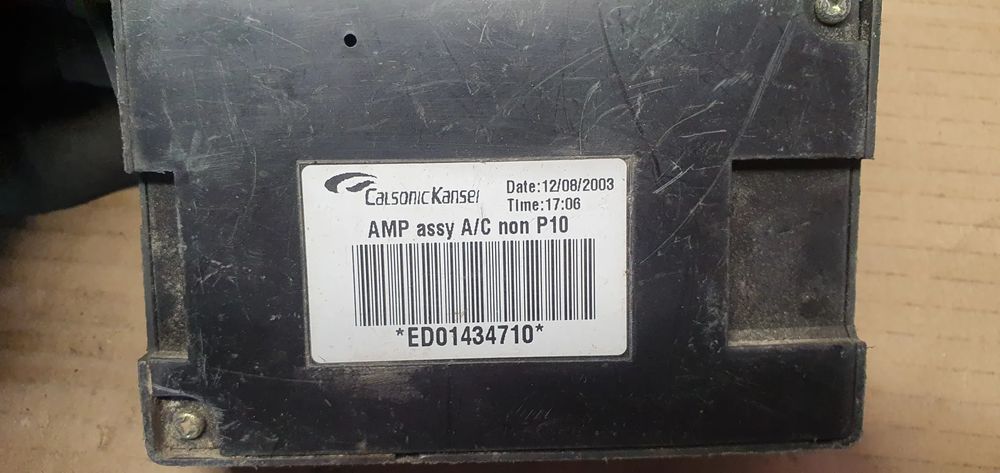 CalsonicKansei
Date:12/08/2003
Time:17:06
AMP assy A/C non P10
*ED01434710*